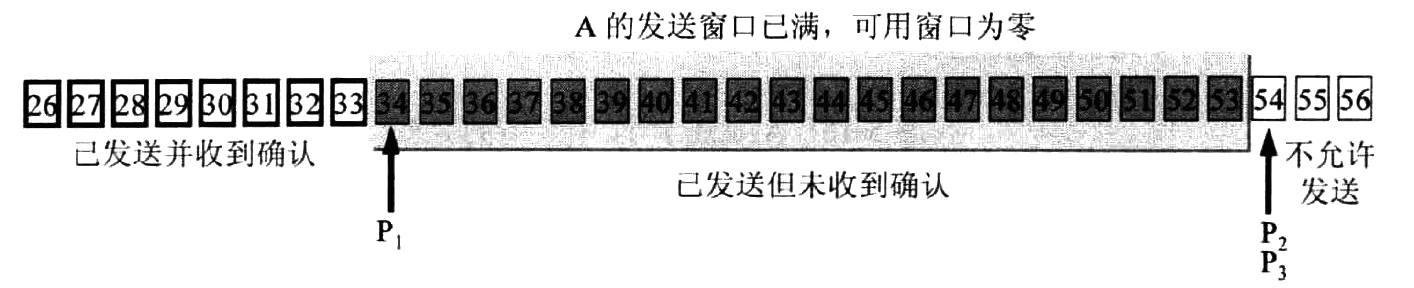 A 的发送窗口已满，可用窗口为零
26 27 28 29 30 31 32 33 34 35 36 37 38 39 40 41 42 43 44 45 46 47 48 49 50 51 52 53 54 55 56
已发送并收到确认
已发送但未收到确认
不允许
发送
P1
P2
P3